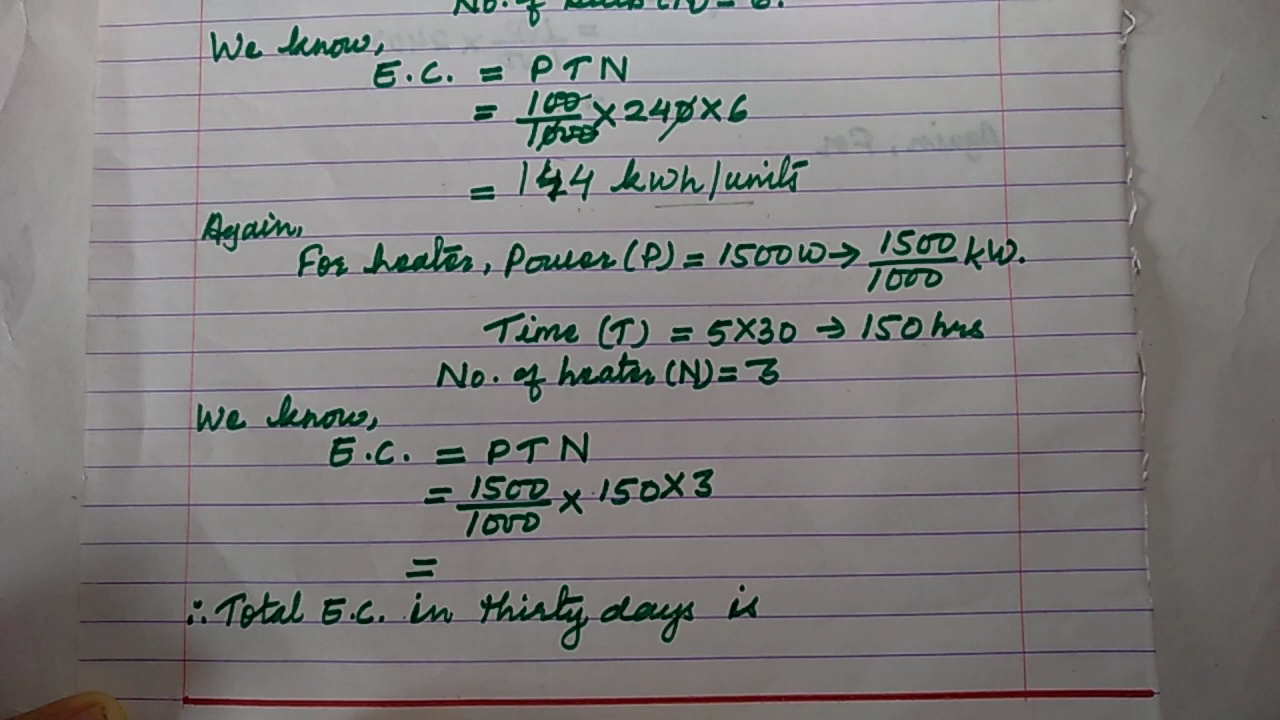 No. of
We know,
E.C. = PTN
= 100/1000 × 240 × 6
= 144 kWh/units
Again,
For heater, Power (P) = 1500W → 1500/1000 kW.
Time (T) = 5×30 → 150 hrs
No. of heater (N) = 3
We know,
E.C. = PTN
= 1500/1000 × 150 × 3
=
∴ Total E.C. in thirty days is